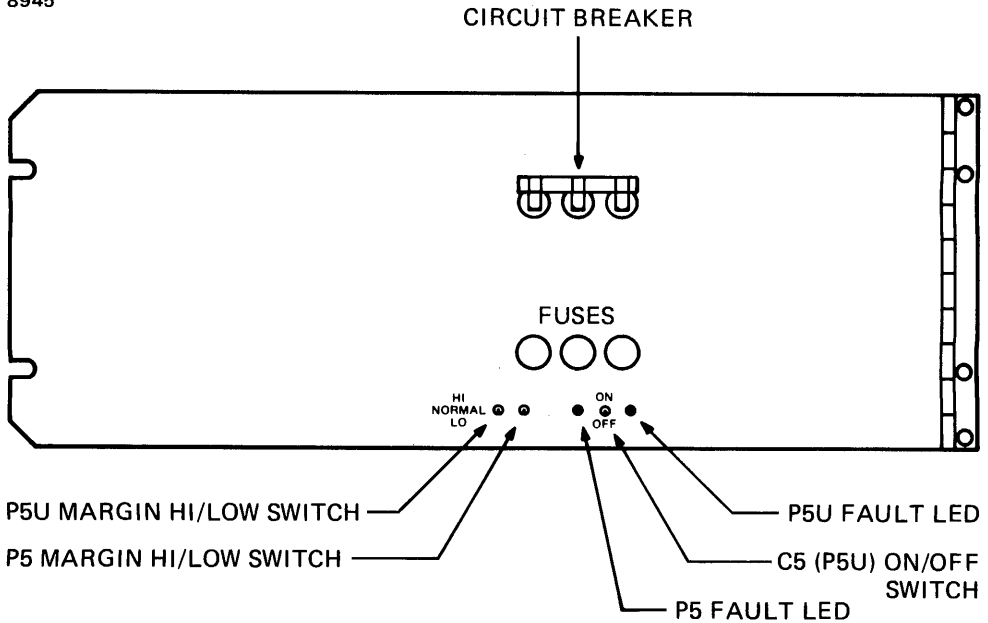 8945
CIRCUIT BREAKER
FUSES
HI
NORMAL
LO
ON
OFF
P5U MARGIN HI/LOW SWITCH
P5 MARGIN HI/LOW SWITCH
P5U FAULT LED
C5 (P5U) ON/OFF
SWITCH
P5 FAULT LED